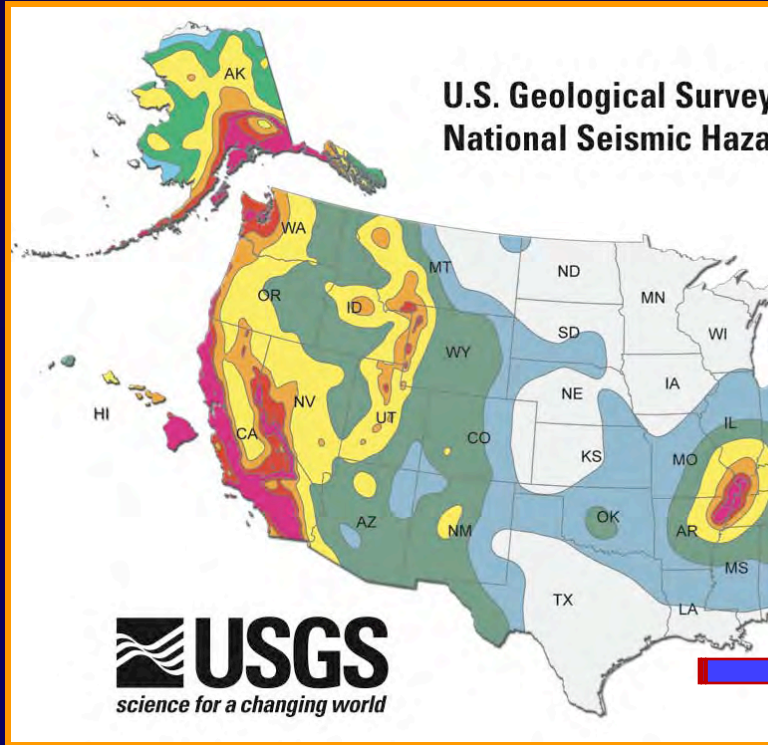 AK
U.S. Geological Survey
National Seismic Haza
WA
MT
ND
MN
OR
ID
SD
WI
WY
IA
NE
HI
NV
UT
CA
CO
IL
KS
MO
AZ
NM
OK
AR
MS
TX
LA
USGS
science for a changing world